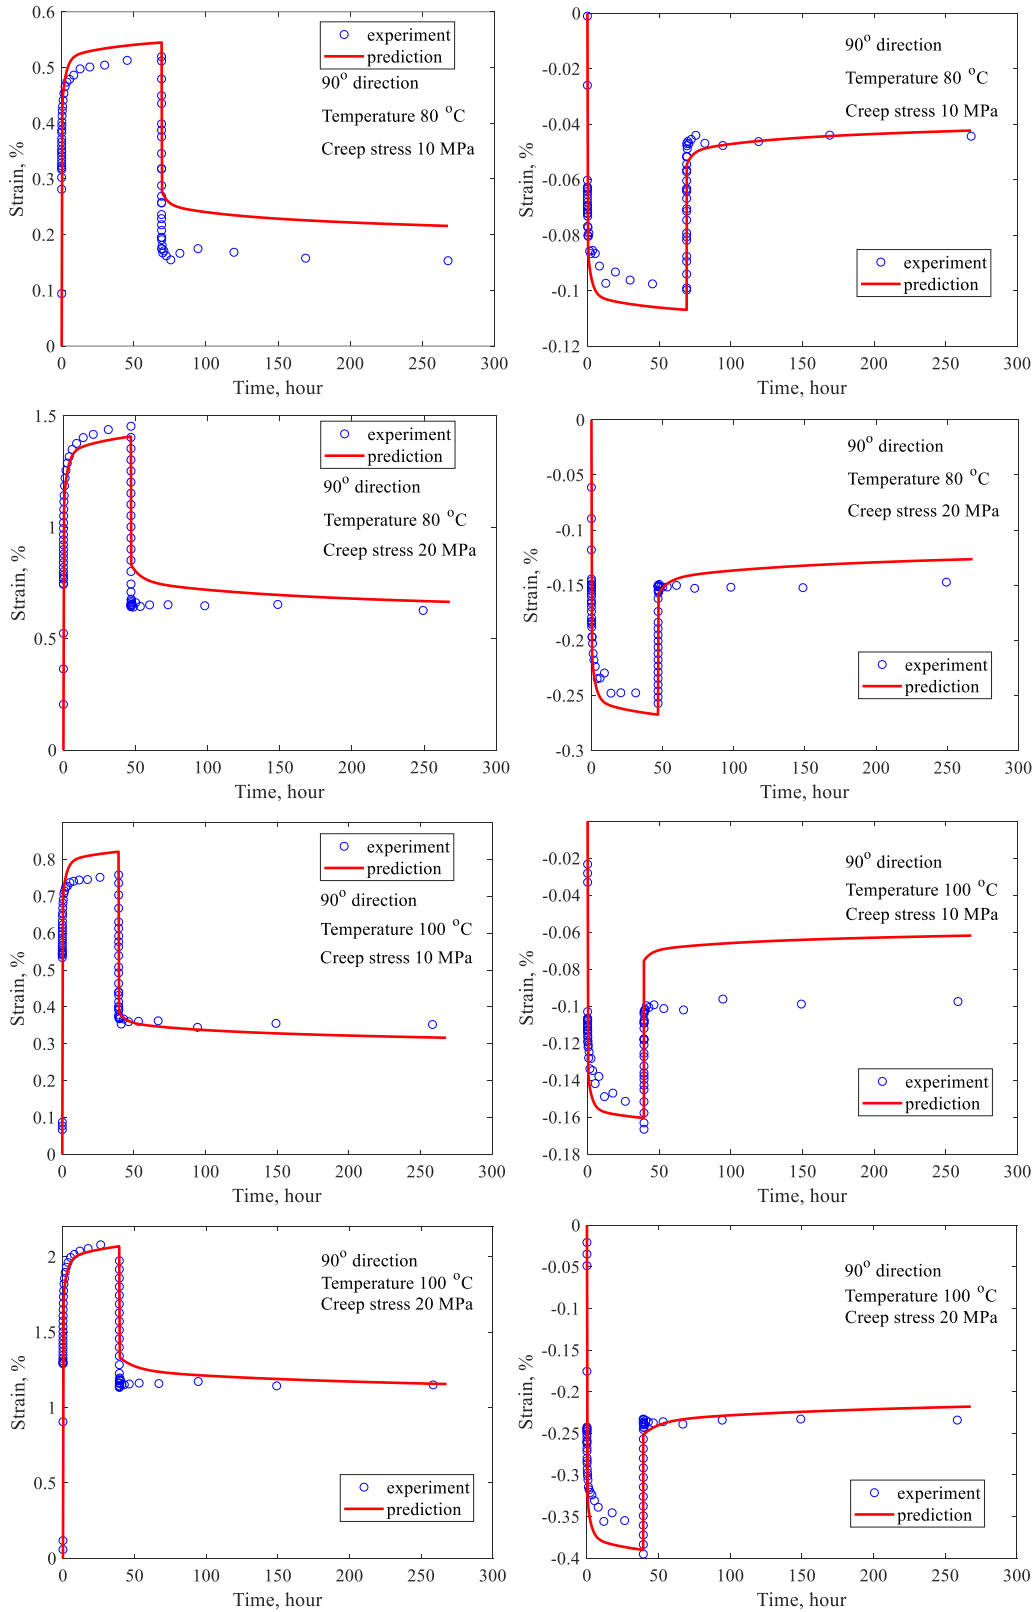 0.6
0.5
0.4
0.3
0.2
0.1
0
Strain, %
experiment
prediction
90° direction
Temperature 80 °C
Creep stress 10 MPa
0 50 100 150 200 250 300
Time, hour
0
-0.02
-0.04
-0.06
-0.08
-0.1
-0.12
Strain, %
90° direction
Temperature 80 °C
Creep stress 10 MPa
experiment
prediction
0 50 100 150 200 250 300
Time, hour
1.5
1
0.5
0
Strain, %
experiment
prediction
90° direction
Temperature 80 °C
Creep stress 20 MPa
0 50 100 150 200 250 300
Time, hour
0
-0.05
-0.1
-0.15
-0.2
-0.25
-0.3
Strain, %
90° direction
Temperature 80 °C
Creep stress 20 MPa
experiment
prediction
0 50 100 150 200 250 300
Time, hour
0.8
0.7
0.6
0.5
0.4
0.3
0.2
0.1
0
Strain, %
experiment
prediction
90° direction
Temperature 100 °C
Creep stress 10 MPa
0 50 100 150 200 250 300
Time, hour
-0.02
-0.04
-0.06
-0.08
-0.1
-0.12
-0.14
-0.16
-0.18
Strain, %
90° direction
Temperature 100 °C
Creep stress 10 MPa
experiment
prediction
0 50 100 150 200 250 300
Time, hour
2
1.5
1
0.5
0
Strain, %
90° direction
Temperature 100 °C
Creep stress 20 MPa
experiment
prediction
0 50 100 150 200 250 300
Time, hour
0
-0.05
-0.1
-0.15
-0.2
-0.25
-0.3
-0.35
-0.4
Strain, %
90° direction
Temperature 100 °C
Creep stress 20 MPa
experiment
prediction
0 50 100 150 200 250 300
Time, hour